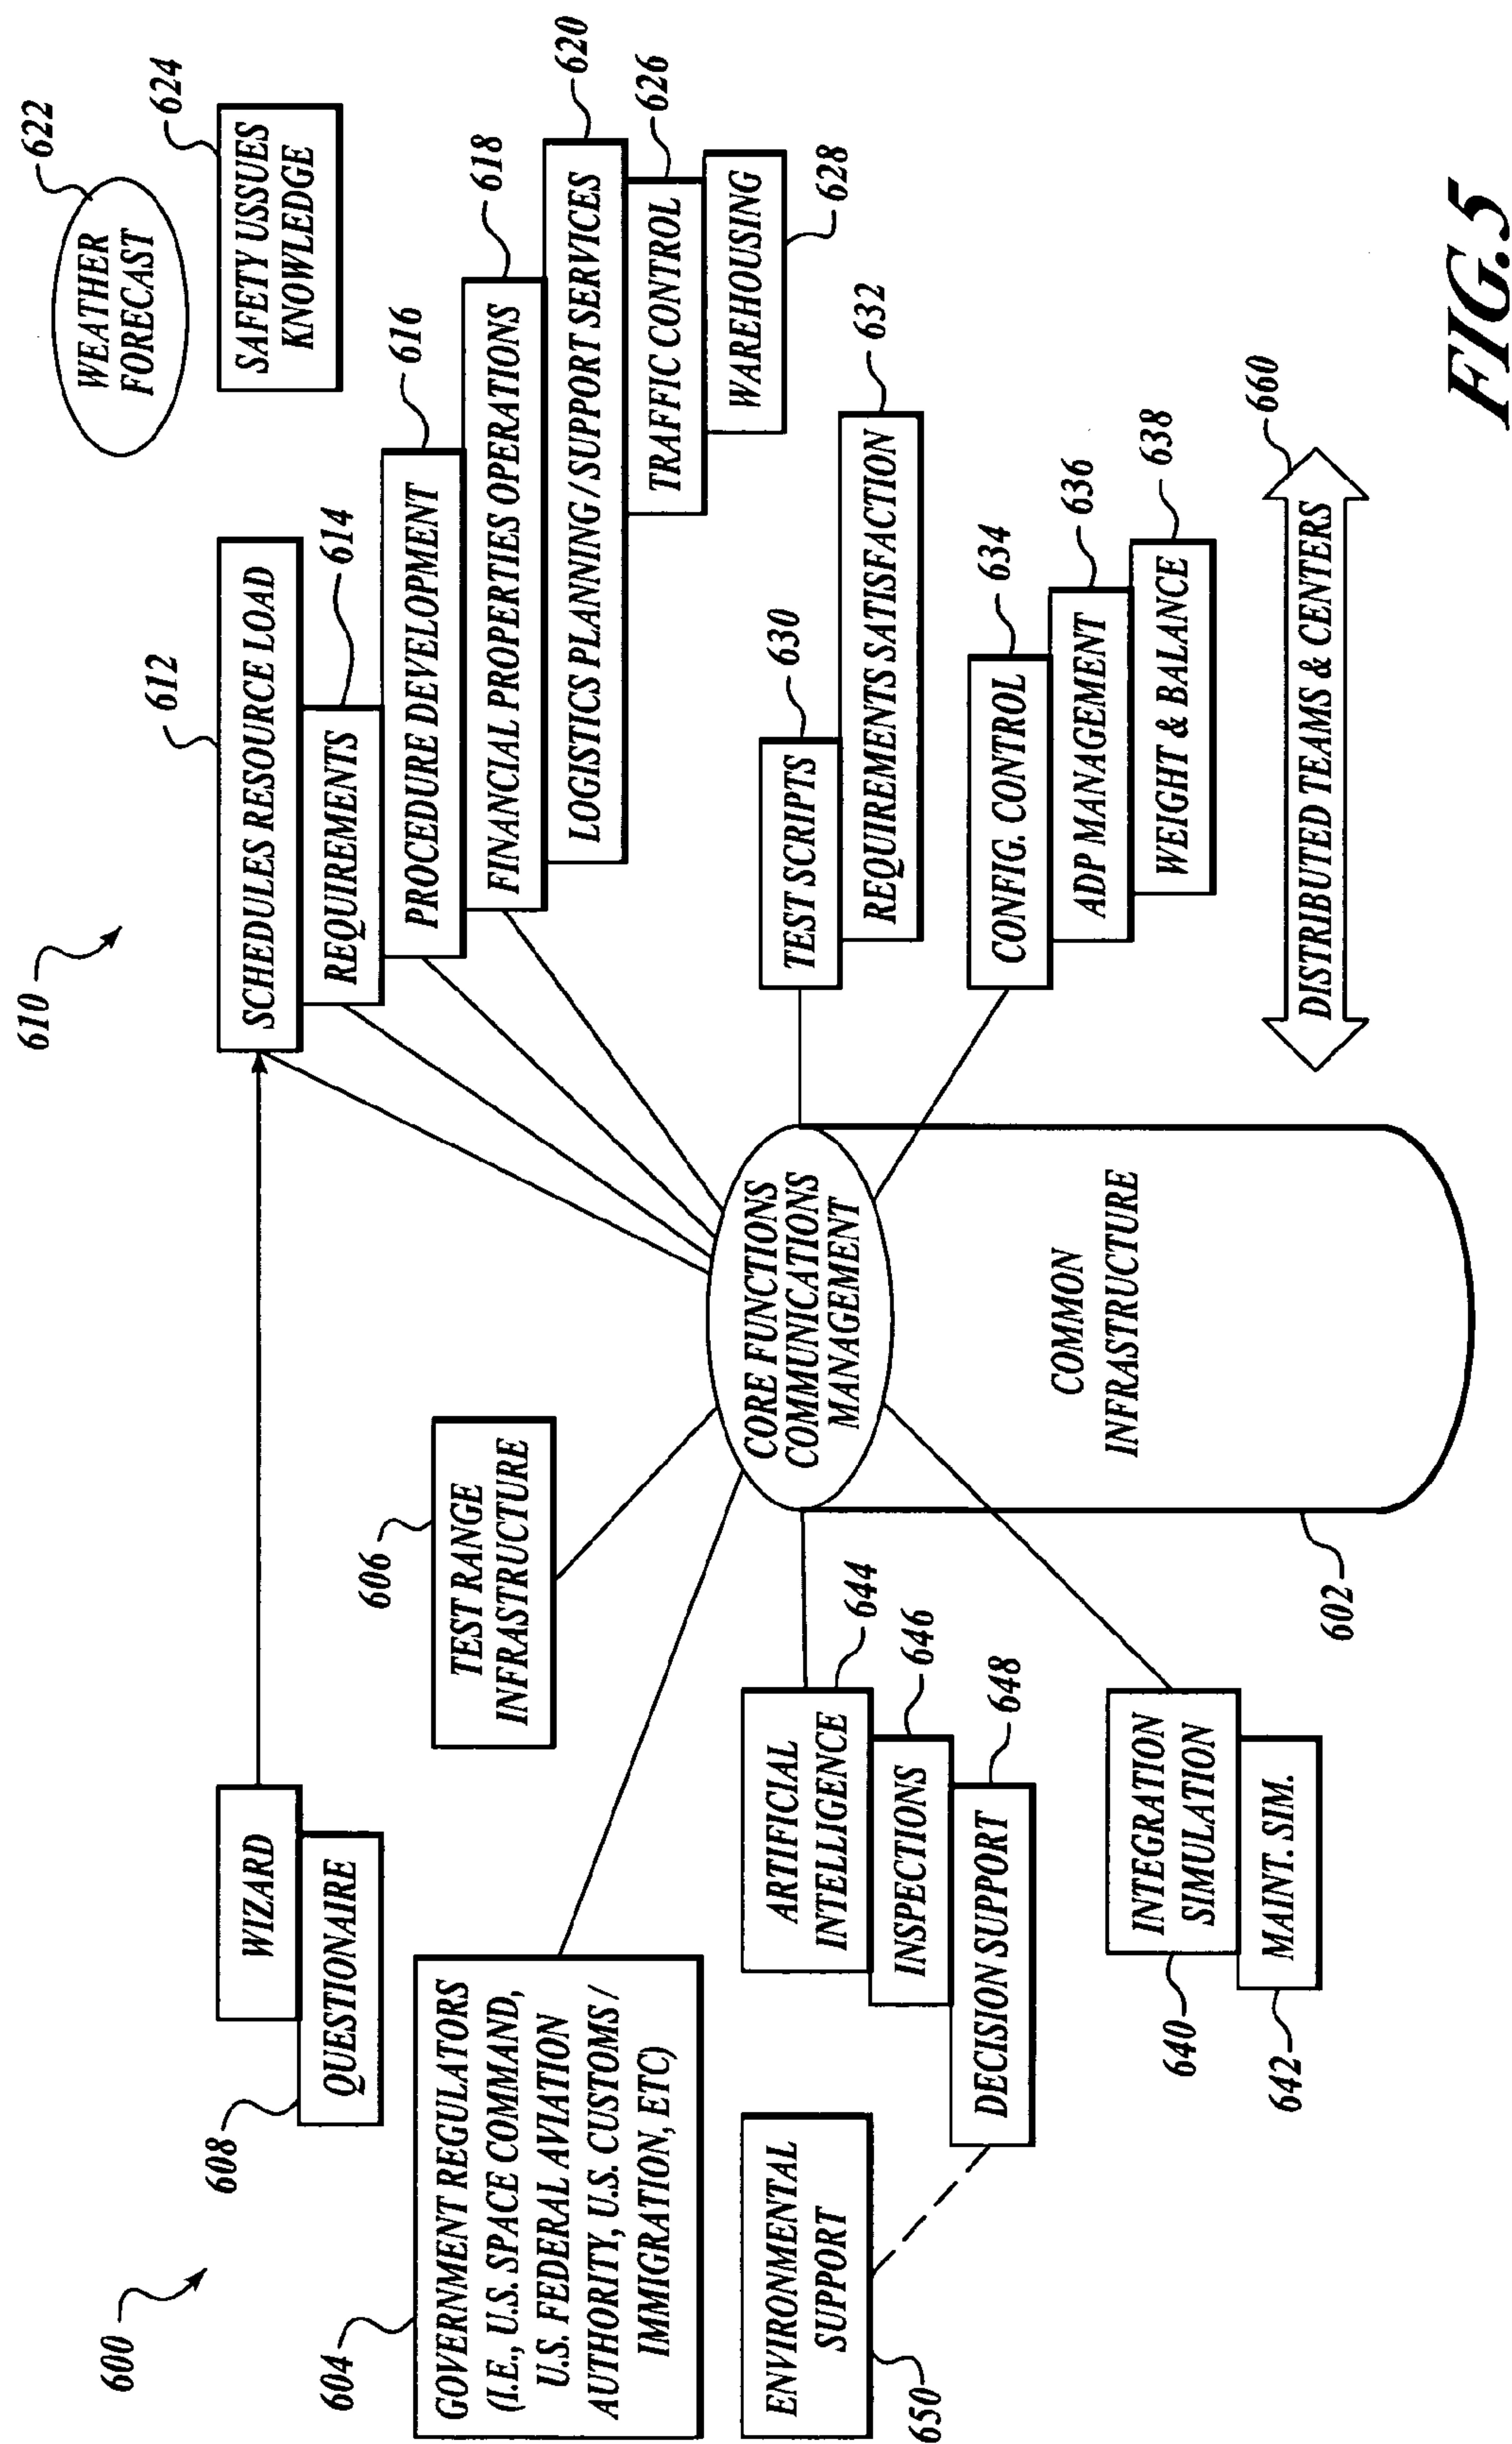 600
610
622
WEATHER
FORECAST
624
SAFETY USSUES
KNOWLEDGE
608
WIZARD
QUESTIONAIRE
612
SCHEDULES RESOURCE LOAD
614
REQUIREMENTS
616
PROCEDURE DEVELOPMENT
618
FINANCIAL PROPERTIES OPERATIONS
620
LOGISTICS PLANNING / SUPPORT SERVICES
626
TRAFFIC CONTROL
628
WAREHOUSING
604
GOVERNMENT REGULATORS
(I.E., U.S. SPACE COMMAND,
U.S. FEDERAL AVIATION
AUTHORITY, U.S. CUSTOMS /
IMMIGRATION, ETC)
606
TEST RANGE
INFRASTRUCTURE
CORE FUNCTIONS
COMMUNICATIONS
MANAGEMENT
COMMON
INFRASTRUCTURE
602
630
TEST SCRIPTS
632
REQUIREMENTS SATISFACTION
634
CONFIG. CONTROL
636
ADP MANAGEMENT
638
WEIGHT & BALANCE
650
ENVIRONMENTAL
SUPPORT
644
ARTIFICIAL
INTELLIGENCE
646
INSPECTIONS
648
DECISION SUPPORT
640
INTEGRATION
SIMULATION
642
MAINT. SIM.
660
DISTRIBUTED TEAMS & CENTERS
FIG.5